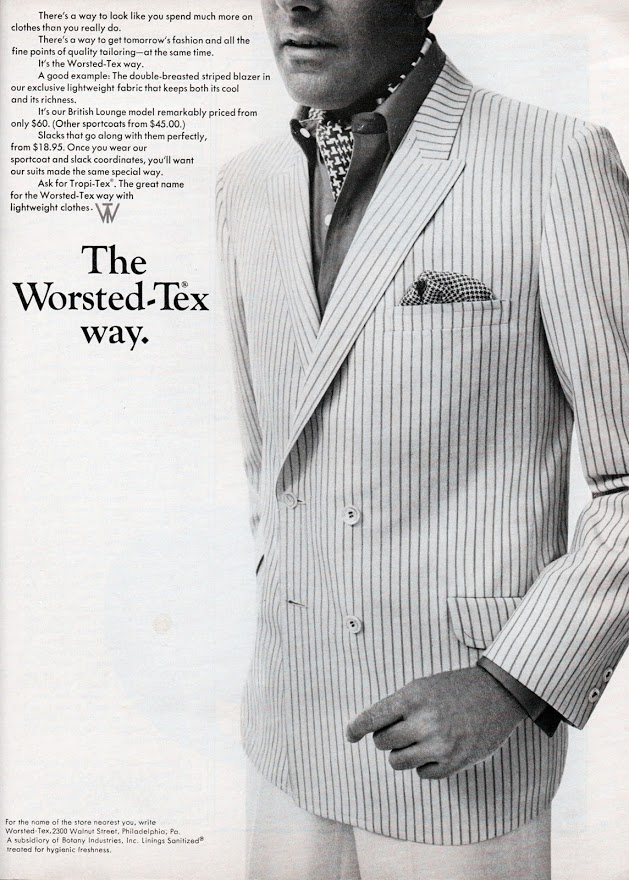 There's a way to look like you spend much more on
clothes than you really do.
There's a way to get tomorrow's fashion and all the
fine points of quality tailoring—at the same time.
It's the Worsted-Tex way.
A good example: The double-breasted striped blazer in
our exclusive lightweight fabric that keeps both its cool
and its richness.
It's our British Lounge model remarkably priced from
only $60. (Other sportcoats from $45.00.)
Slacks that go along with them perfectly,
from $18.95. Once you wear our
sportcoat and slack coordinates, you'll want
our suits made the same special way.
Ask for Tropi-Tex®. The great name
for the Worsted-Tex way with
lightweight clothes.
The
Worsted-Tex®
way.
For the name of the store nearest you, write
Worsted-Tex, 2300 Walnut Street, Philadelphia, Pa.
A subsidiary of Botany Industries, Inc. Linings Sanitized®
treated for hygienic freshness.